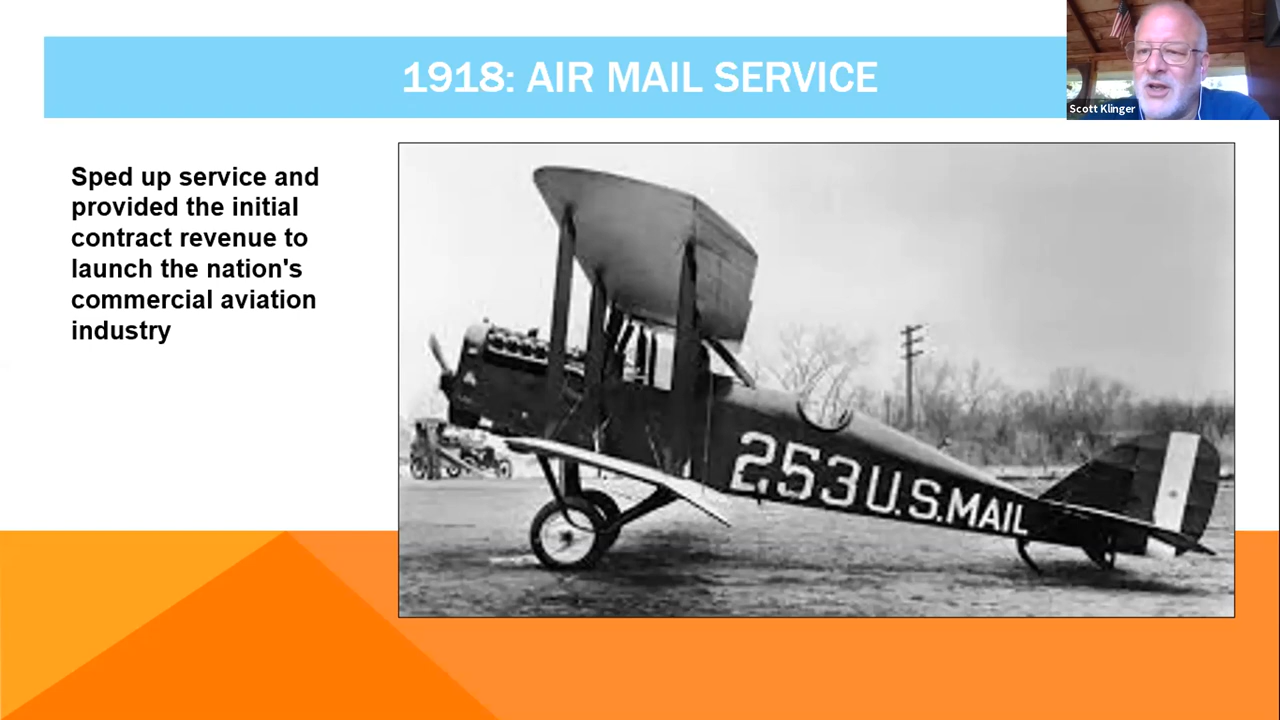 1918: AIR MAIL SERVICE
Scott Klinger
Sped up service and
provided the initial
contract revenue to
launch the nation's
commercial aviation
industry
253 U.S.MAIL